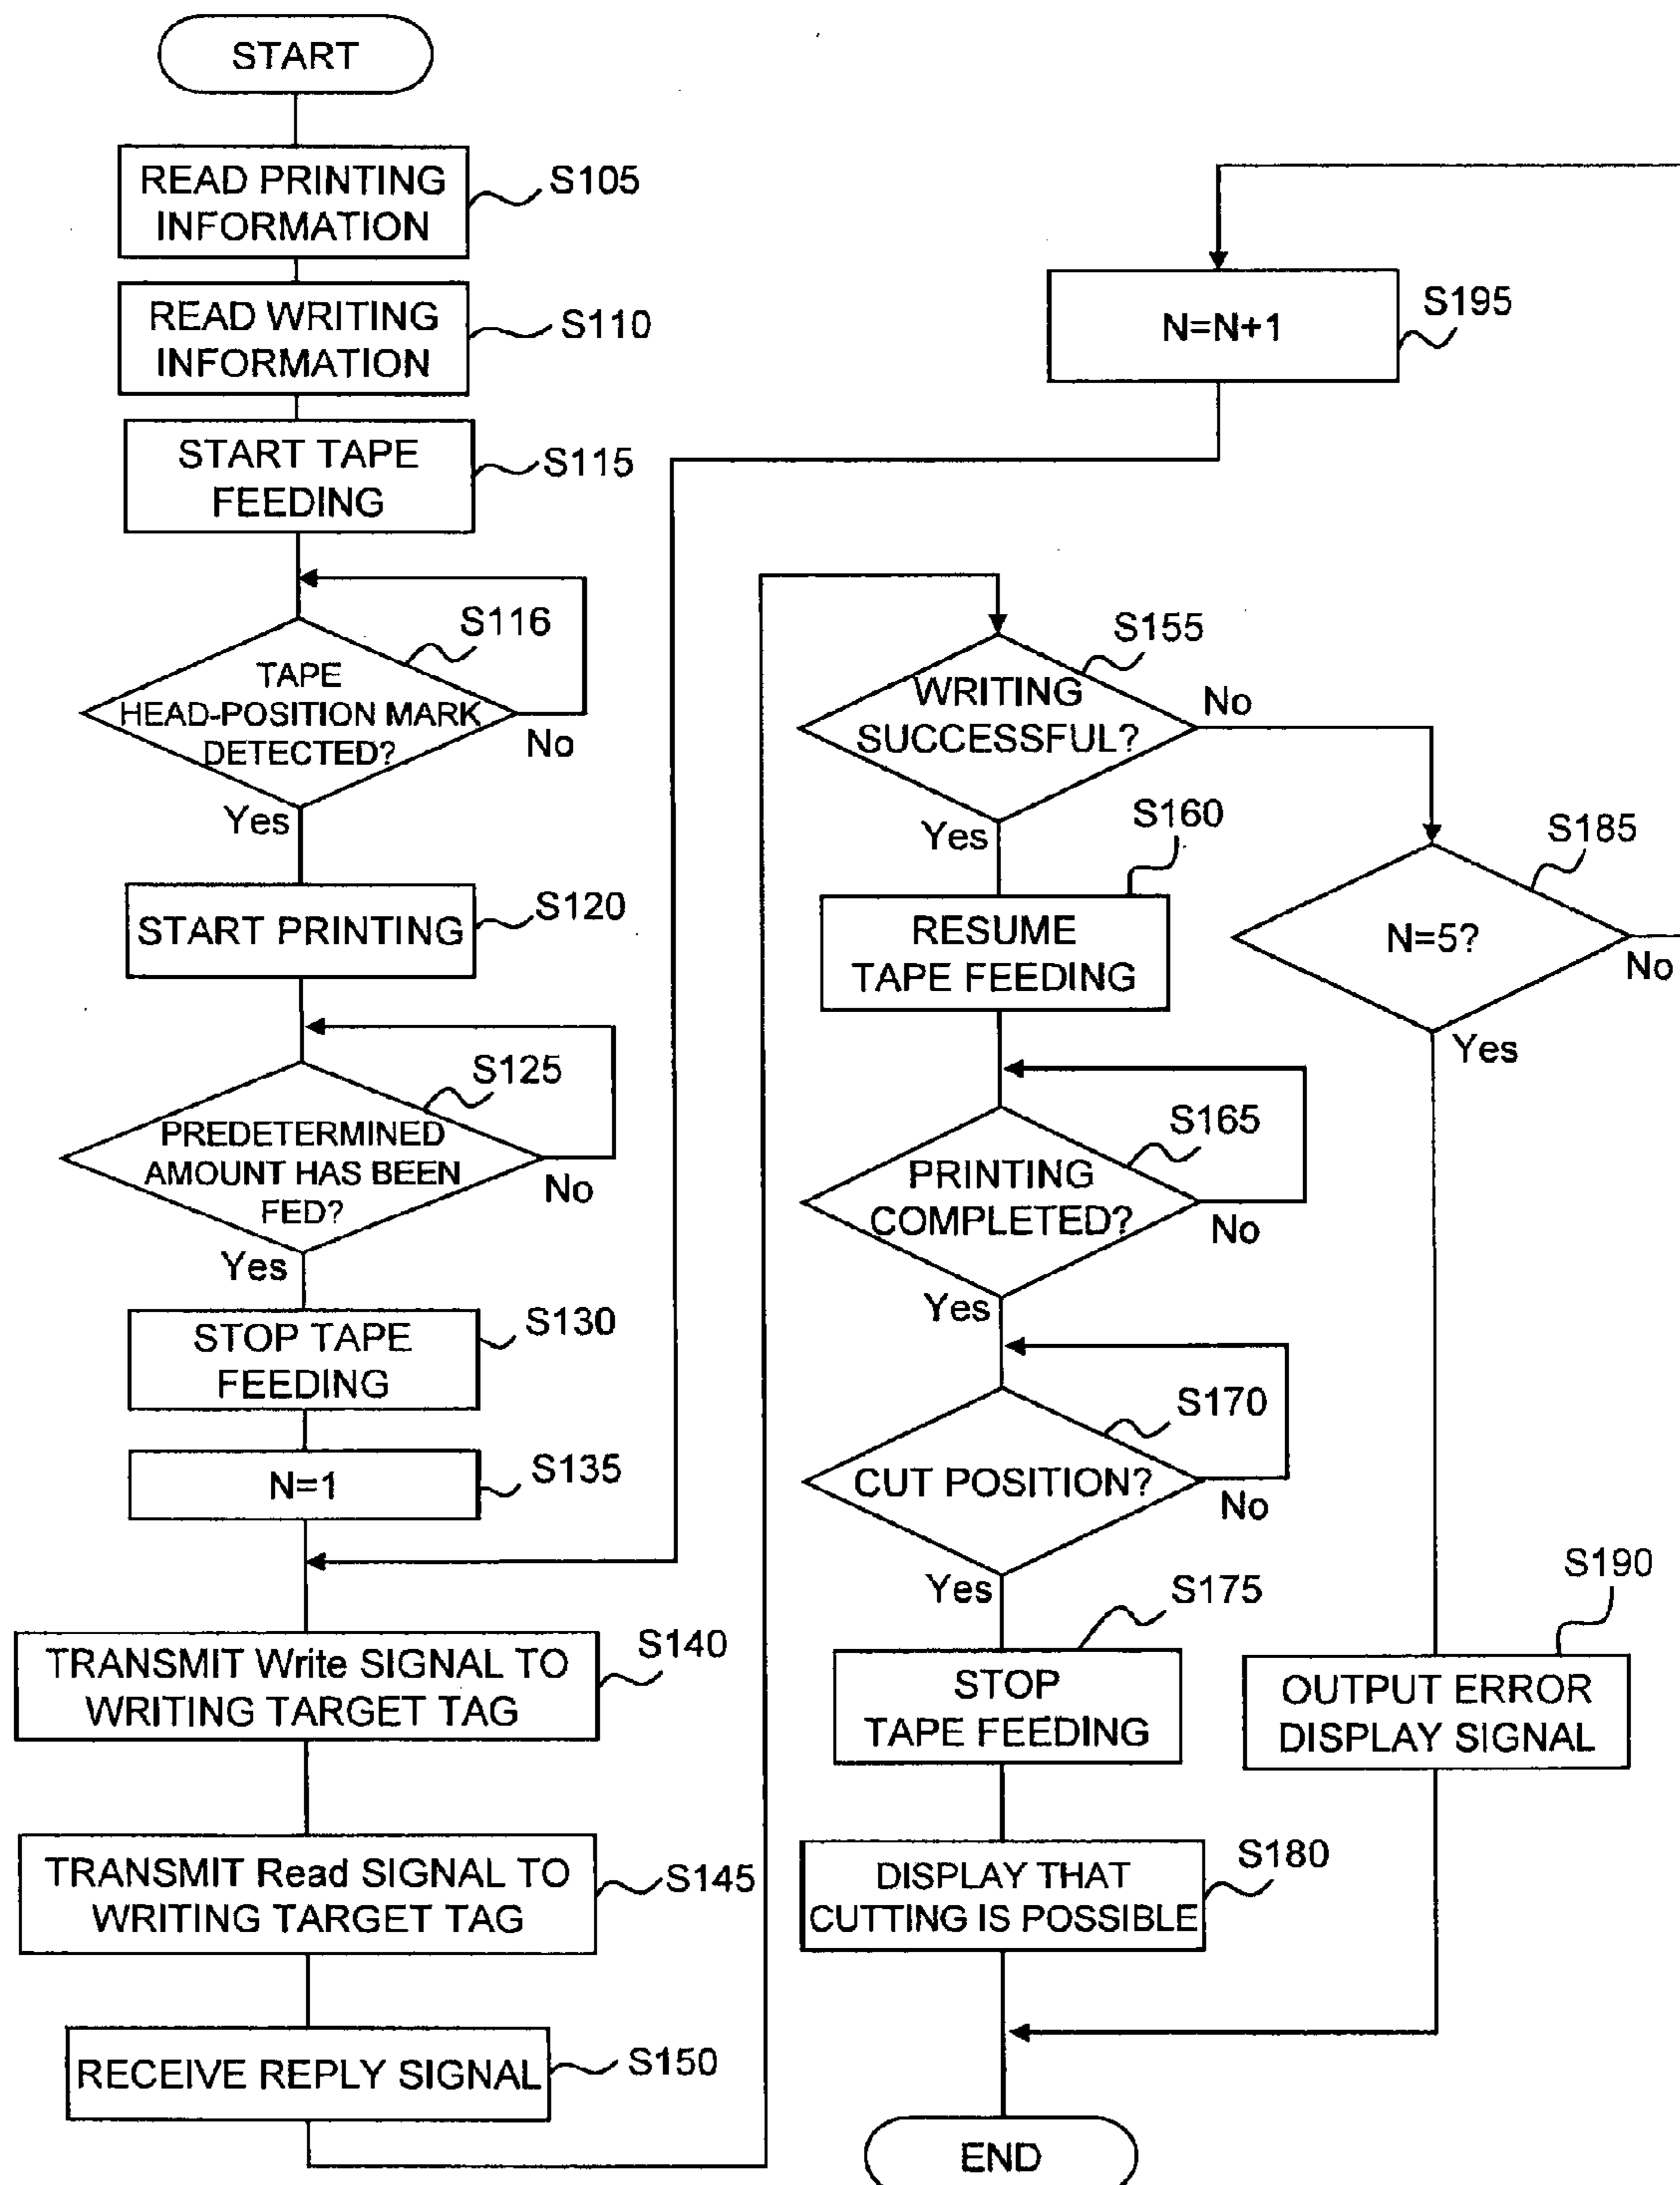 START
READ PRINTING
INFORMATION
S105
READ WRITING
INFORMATION
S110
START TAPE
FEEDING
S115
S116
TAPE
HEAD-POSITION MARK
DETECTED?
No
Yes
START PRINTING
S120
S125
PREDETERMINED
AMOUNT HAS BEEN
FED?
No
Yes
STOP TAPE
FEEDING
S130
N=1
S135
TRANSMIT Write SIGNAL TO
WRITING TARGET TAG
S140
TRANSMIT Read SIGNAL TO
WRITING TARGET TAG
S145
RECEIVE REPLY SIGNAL
S150
S155
WRITING
SUCCESSFUL?
No
Yes
S160
RESUME
TAPE FEEDING
S165
PRINTING
COMPLETED?
No
Yes
S170
CUT POSITION?
No
Yes
S175
STOP
TAPE FEEDING
DISPLAY THAT
CUTTING IS POSSIBLE
S180
END
S185
N=5?
No
Yes
S190
OUTPUT ERROR
DISPLAY SIGNAL
N=N+1
S195